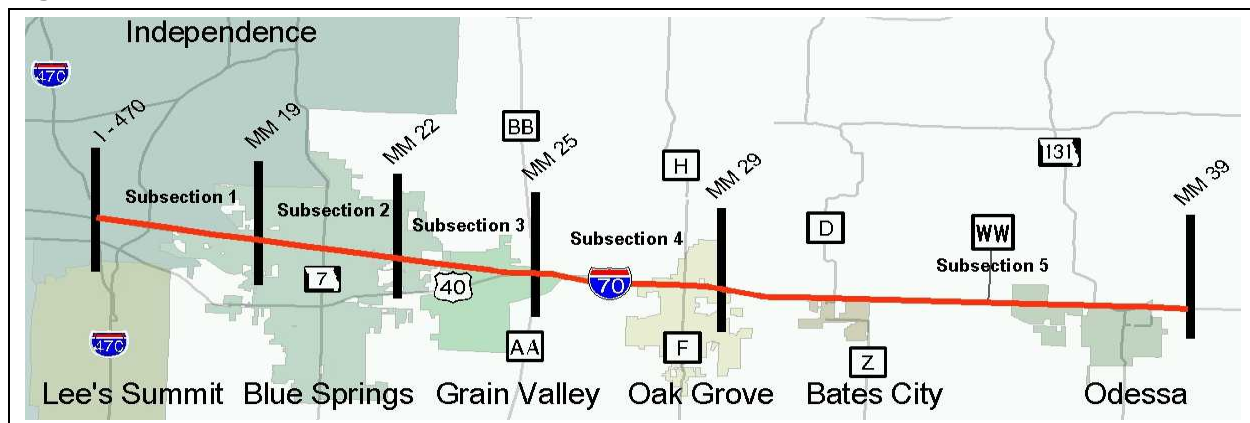 Independence
470
I - 470
MM 19
MM 22
BB
MM 25
H
MM 29
131
MM 39
Subsection 1
Subsection 2
Subsection 3
Subsection 4
D
WW
Subsection 5
7
40
70
470
AA
F
Z
Lee's Summit
Blue Springs
Grain Valley
Oak Grove
Bates City
Odessa